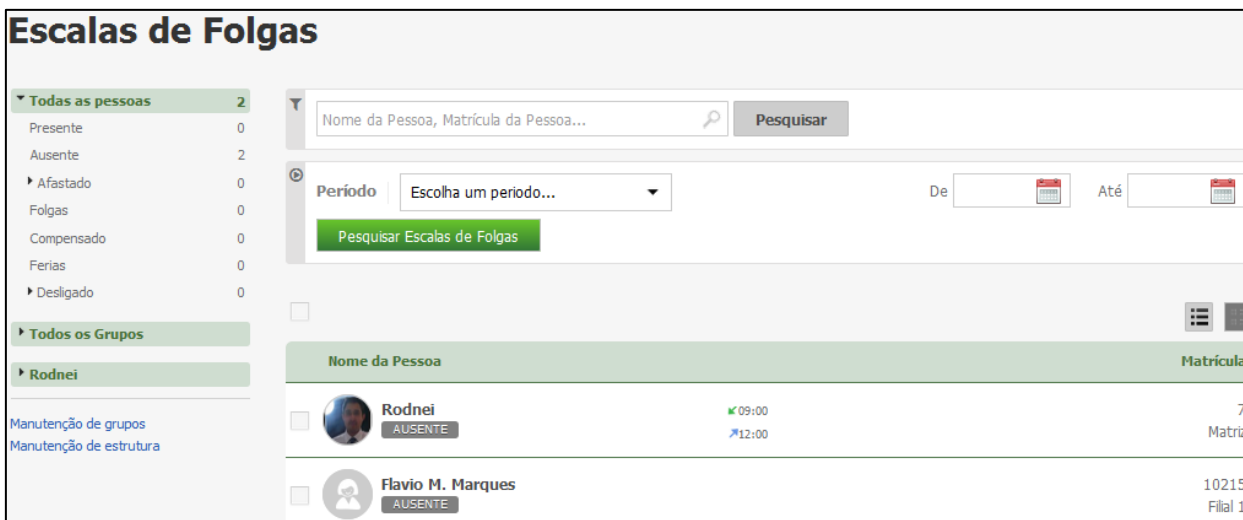 Escalas de Folgas
Todas as pessoas 2
Presente 0
Ausente 2
Afastado 0
Folgas 0
Compensado 0
Ferias 0
Desligado 0
Todos os Grupos
Rodnei
Manutenção de grupos
Manutenção de estrutura
Nome da Pessoa, Matrícula da Pessoa... Pesquisar
Período Escolha um periodo... De Até
Pesquisar Escalas de Folgas
Nome da Pessoa Matrícula
Rodnei 09:00 7
AUSENTE 12:00 Matriz
Flavio M. Marques 10215
AUSENTE Filial 1